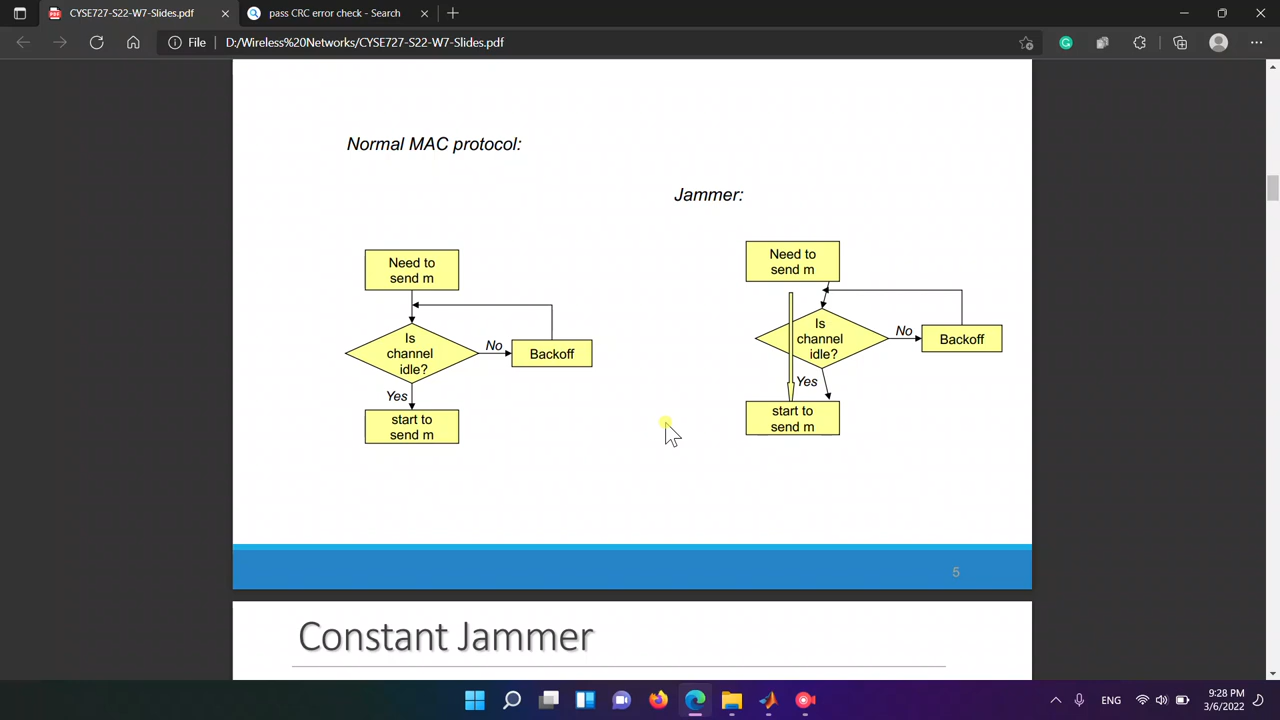 CYSE727-S22-W7-Slides.pdf
pass CRC error check - Search
File
D:/Wireless%20Networks/CYSE727-S22-W7-Slides.pdf
Normal MAC protocol:
Jammer:
Need to
send m
Is
channel
idle?
No
Backoff
Yes
start to
send m
Need to
send m
Is
channel
idle?
No
Backoff
Yes
start to
send m
5
Constant Jammer
ENG
9:28 PM
3/6/2022